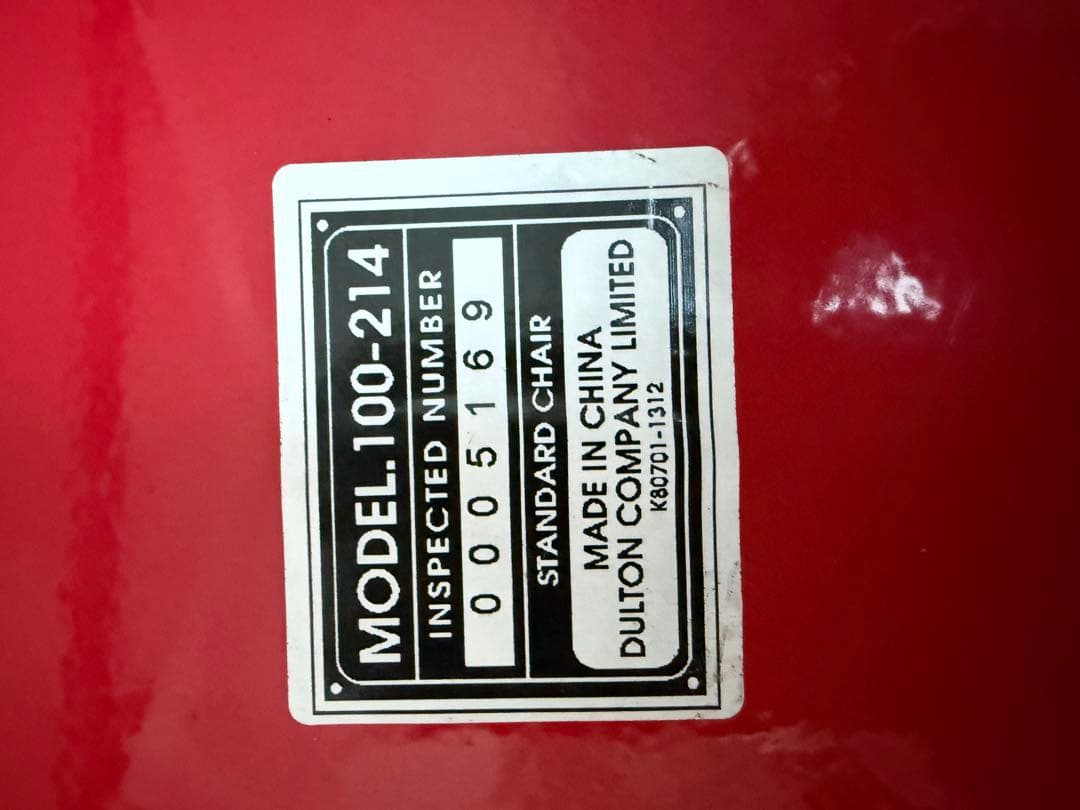 MODEL.100-214
INSPECTED NUMBER
0005169
STANDARD CHAIR
MADE IN CHINA
DULTON COMPANY LIMITED
K80701-1312